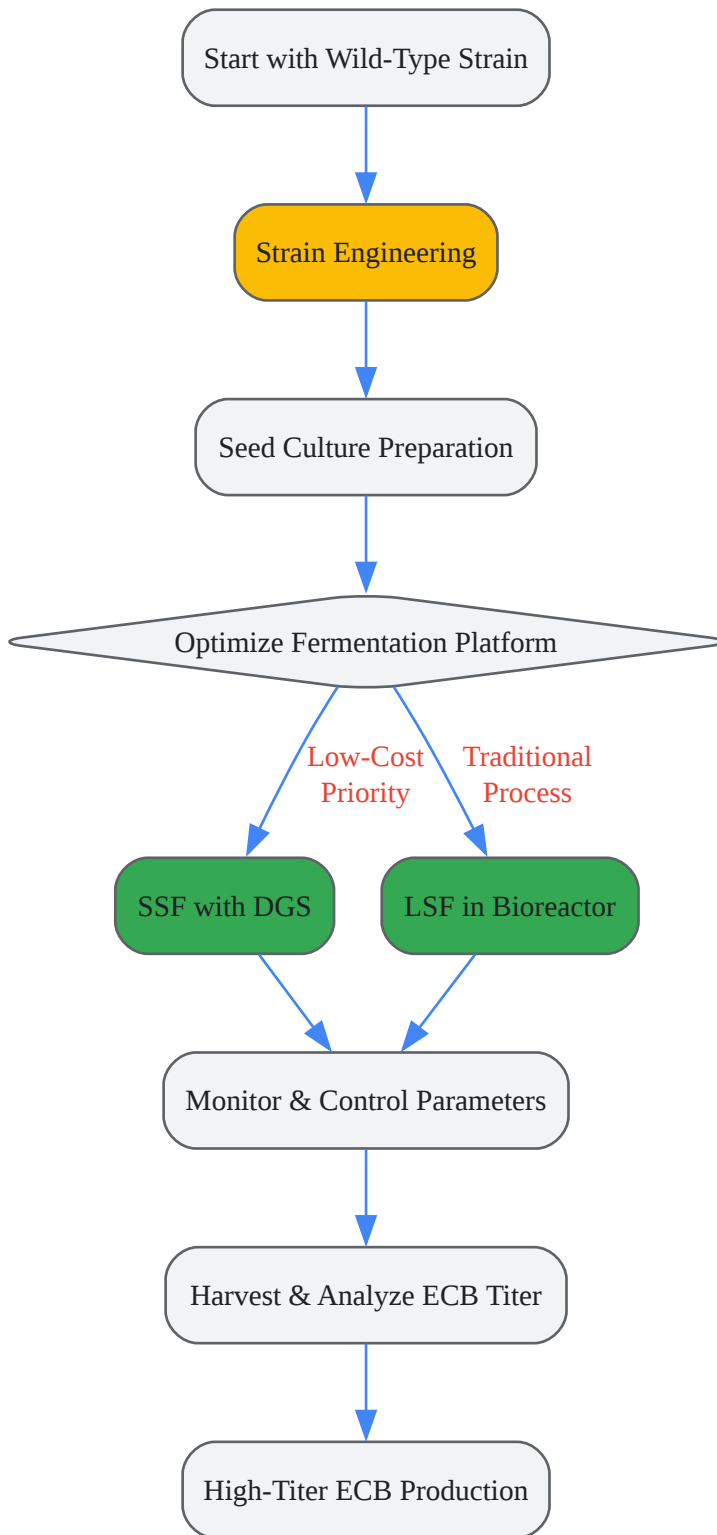 Start with Wild-Type Strain
Strain Engineering
Seed Culture Preparation
Optimize Fermentation Platform
Low-Cost
Priority
Traditional
Process
SSF with DGS
LSF in Bioreactor
Monitor & Control Parameters
Harvest & Analyze ECB Titer
High-Titer ECB Production